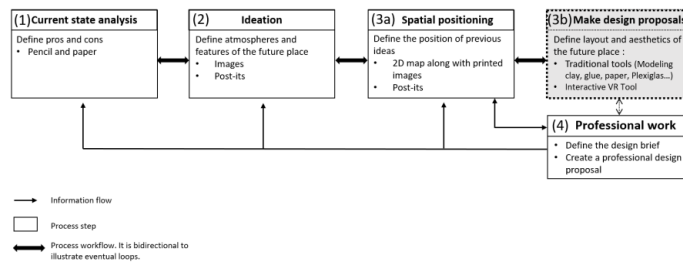 (1) Current state analysis
Define pros and cons
• Pencil and paper
(2) Ideation
Define atmospheres and
features of the future place
• Images
• Post-its
(3a) Spatial positioning
Define the position of previous
ideas
• 2D map along with printed
images
• Post-its
(3b) Make design proposals
Define layout and aesthetics of
the future place :
• Traditional tools (Modeling
clay, glue, paper, Plexiglas...)
• Interactive VR Tool
(4) Professional work
• Define the design brief
• Create a professional design
proposal
Information flow
Process step
Process workflow. It is bidirectional to
illustrate eventual loops.